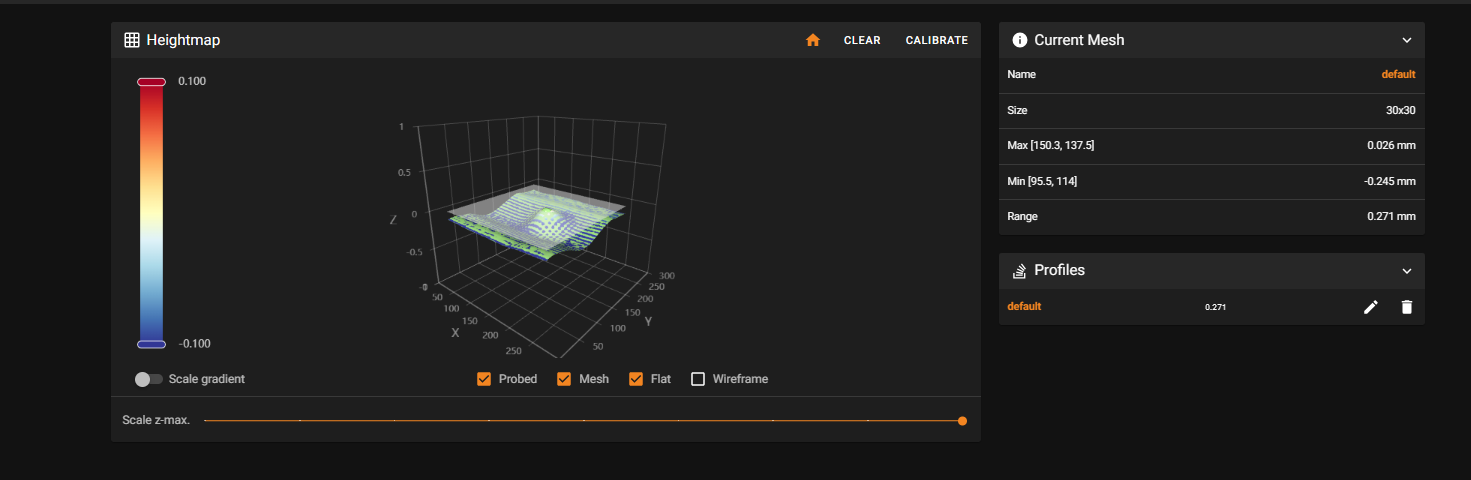 Heightmap
CLEAR
CALIBRATE
0.100
-0.100
1
0.5
0
-0.5
Z
50
100
150
200
250
X
300
250
200
150
100
50
Y
Scale gradient
Probed
Mesh
Flat
Wireframe
Scale z-max.
Current Mesh
Name default
Size 30x30
Max [150.3, 137.5] 0.026 mm
Min [95.5, 114] -0.245 mm
Range 0.271 mm
Profiles
default 0.271